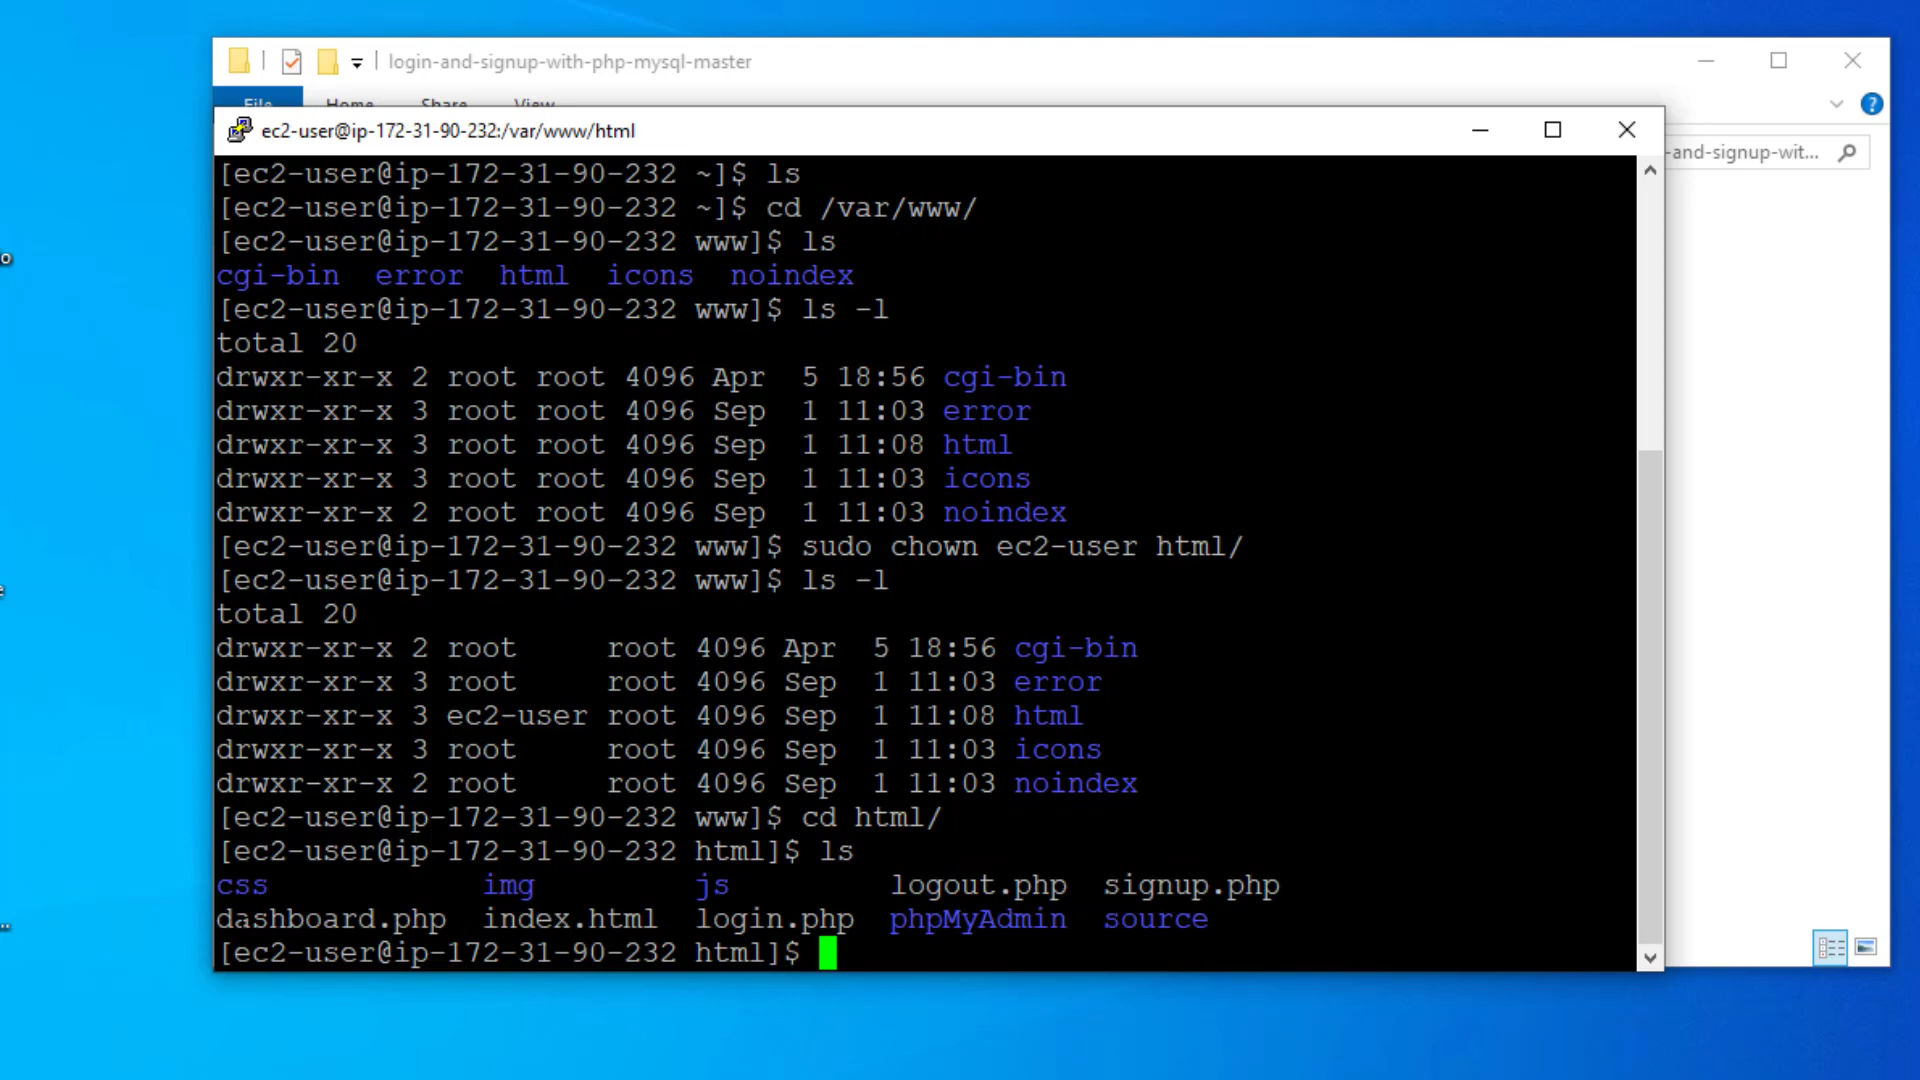 login-and-signup-with-php-mysql-master
File Home Share View
ec2-user@ip-172-31-90-232:/var/www/html
-and-signup-wit...
[ec2-user@ip-172-31-90-232 ~]$ ls
[ec2-user@ip-172-31-90-232 ~]$ cd /var/www/
[ec2-user@ip-172-31-90-232 www]$ ls
cgi-bin error html icons noindex
[ec2-user@ip-172-31-90-232 www]$ ls -l
total 20
drwxr-xr-x 2 root root 4096 Apr 5 18:56 cgi-bin
drwxr-xr-x 3 root root 4096 Sep 1 11:03 error
drwxr-xr-x 3 root root 4096 Sep 1 11:08 html
drwxr-xr-x 3 root root 4096 Sep 1 11:03 icons
drwxr-xr-x 2 root root 4096 Sep 1 11:03 noindex
[ec2-user@ip-172-31-90-232 www]$ sudo chown ec2-user html/
[ec2-user@ip-172-31-90-232 www]$ ls -l
total 20
drwxr-xr-x 2 root root 4096 Apr 5 18:56 cgi-bin
drwxr-xr-x 3 root root 4096 Sep 1 11:03 error
drwxr-xr-x 3 ec2-user root 4096 Sep 1 11:08 html
drwxr-xr-x 3 root root 4096 Sep 1 11:03 icons
drwxr-xr-x 2 root root 4096 Sep 1 11:03 noindex
[ec2-user@ip-172-31-90-232 www]$ cd html/
[ec2-user@ip-172-31-90-232 html]$ ls
css img js logout.php signup.php
dashboard.php index.html login.php phpMyAdmin source
[ec2-user@ip-172-31-90-232 html]$